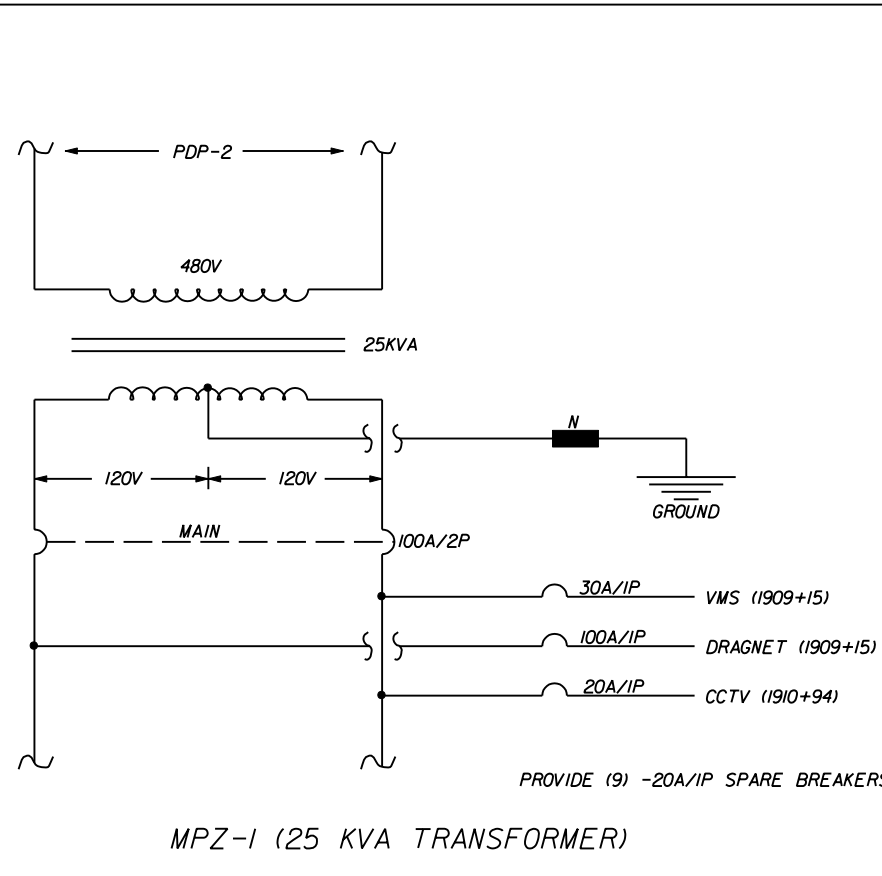 PDP-2
480V
25KVA
N
120V 120V
GROUND
MAIN
100A/2P
30A/1P
VMS (1909+15)
100A/1P
DRAGNET (1909+15)
20A/1P
CCTV (1910+94)
PROVIDE (9) -20A/1P SPARE BREAKERS
MPZ-1 (25 KVA TRANSFORMER)